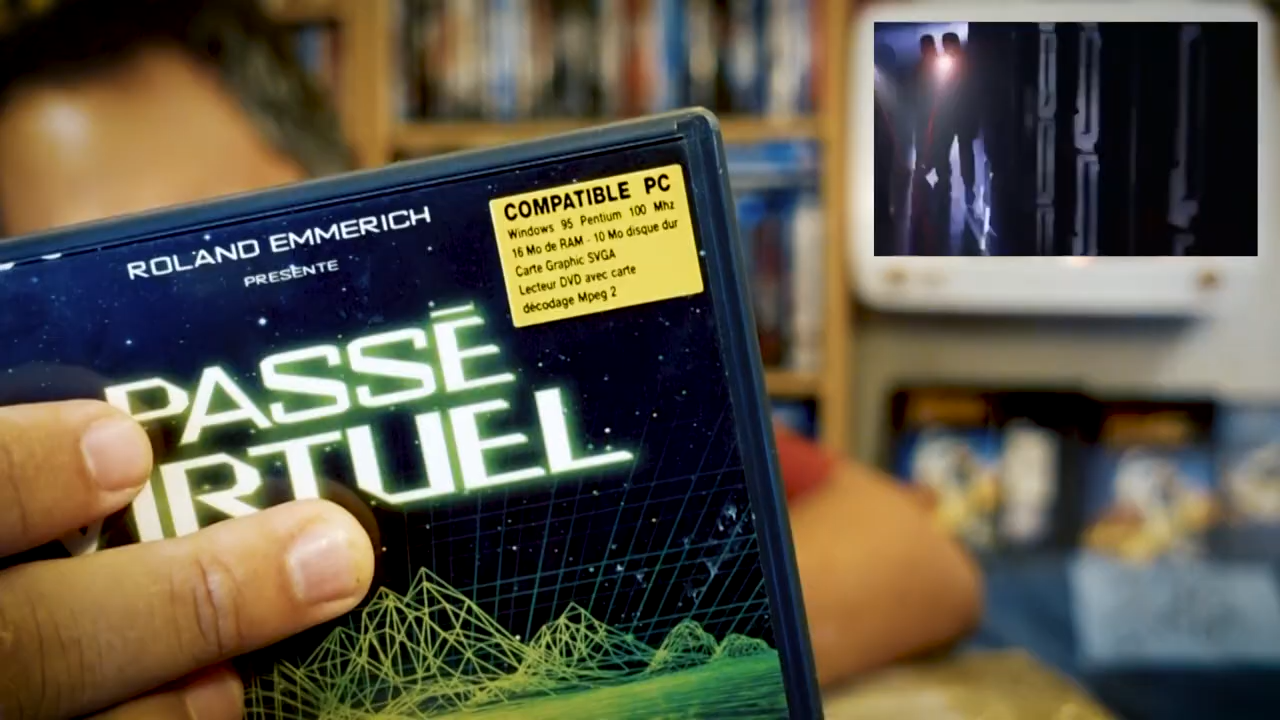 ROLAND EMMERICH
PRESENTE
PASSÉ
VIRTUEL
COMPATIBLE PC
Windows 95 Pentium 100 Mhz
16 Mo de RAM - 10 Mo disque dur
Carte Graphic SVGA
Lecteur DVD avec carte
décodage Mpeg 2